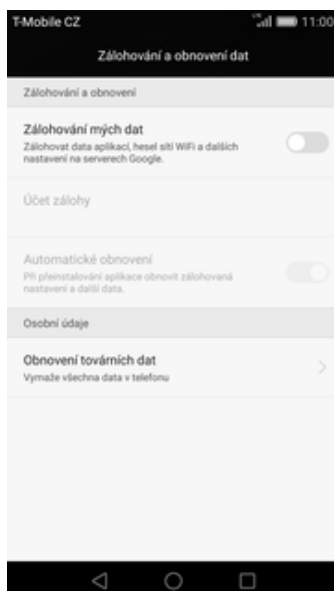 T-Mobile CZ 11:00
Zálohování a obnovení dat
Zálohování a obnovení
Zálohování mých dat
Zálohovat data aplikací, hesel sítí WiFi a dalších
nastavení na serverech Google.
Účet zálohy
Automatické obnovení
Při přeinstalování aplikace obnovit zálohovaná
nastavení a další data.
Osobní údaje
Obnovení továrních dat
Vymaže všechna data v telefonu